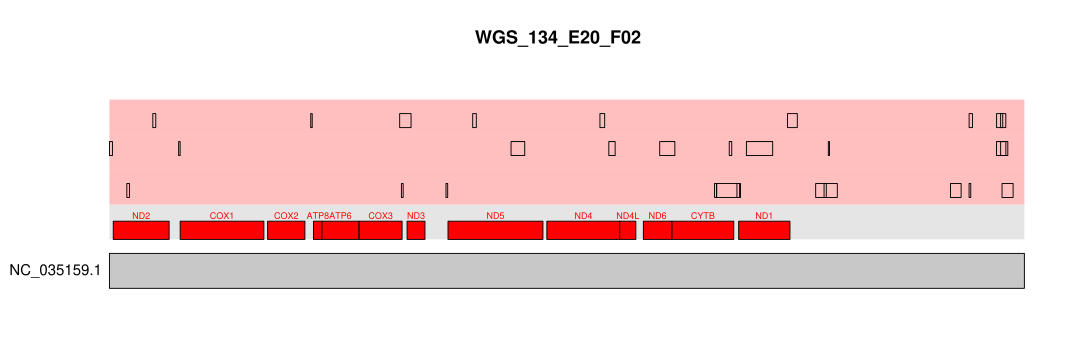 WGS_134_E20_F02
ND2 COX1 COX2 ATP8ATP6 COX3 ND3 ND5 ND4 ND4L ND6 CYTB ND1
NC_035159.1